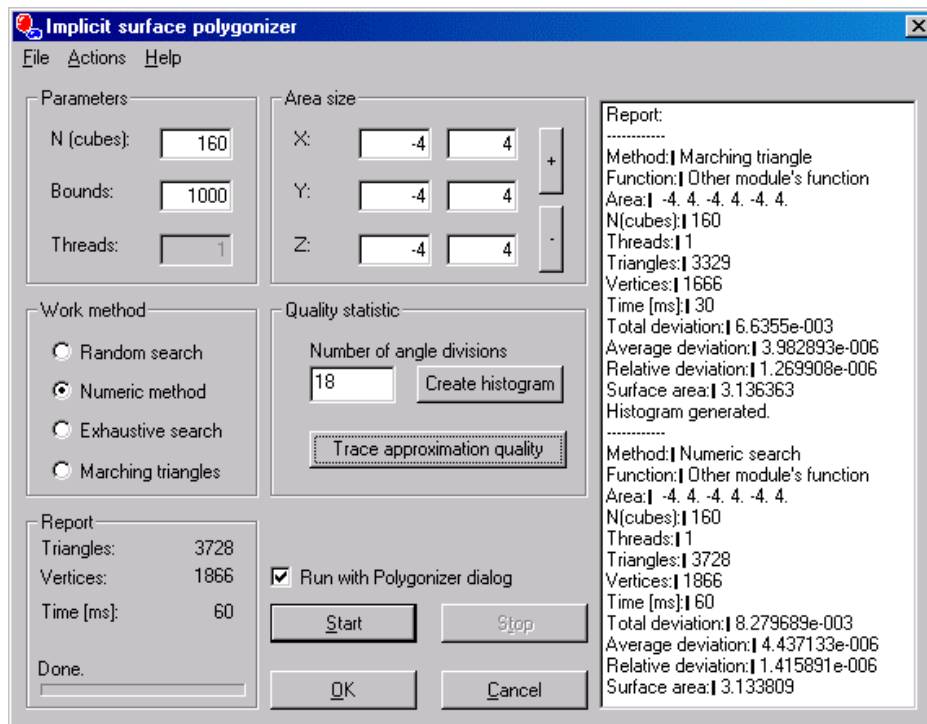 Implicit surface polygonizer
File Actions Help
Parameters
N (cubes): 160
Bounds: 1000
Threads: 1
Area size
X: -4 4
Y: -4 4
Z: -4 4
+
-
Work method
Random search
Numeric method
Exhaustive search
Marching triangles
Quality statistic
Number of angle divisions
18 Create histogram
Trace approximation quality
Report
Triangles: 3728
Vertices: 1866
Time [ms]: 60
Done.
Run with Polygonizer dialog
Start Stop
OK Cancel
Report:
------------
Method: Marching triangle
Function: Other module's function
Area: -4. 4. -4. 4. -4. 4.
N(cubes): 160
Threads: 1
Triangles: 3329
Vertices: 1666
Time [ms]: 30
Total deviation: 6.6355e-003
Average deviation: 3.982893e-006
Relative deviation: 1.269908e-006
Surface area: 3.136363
Histogram generated.
------------
Method: Numeric search
Function: Other module's function
Area: -4. 4. -4. 4. -4. 4.
N(cubes): 160
Threads: 1
Triangles: 3728
Vertices: 1866
Time [ms]: 60
Total deviation: 8.279689e-003
Average deviation: 4.437133e-006
Relative deviation: 1.415891e-006
Surface area: 3.133809